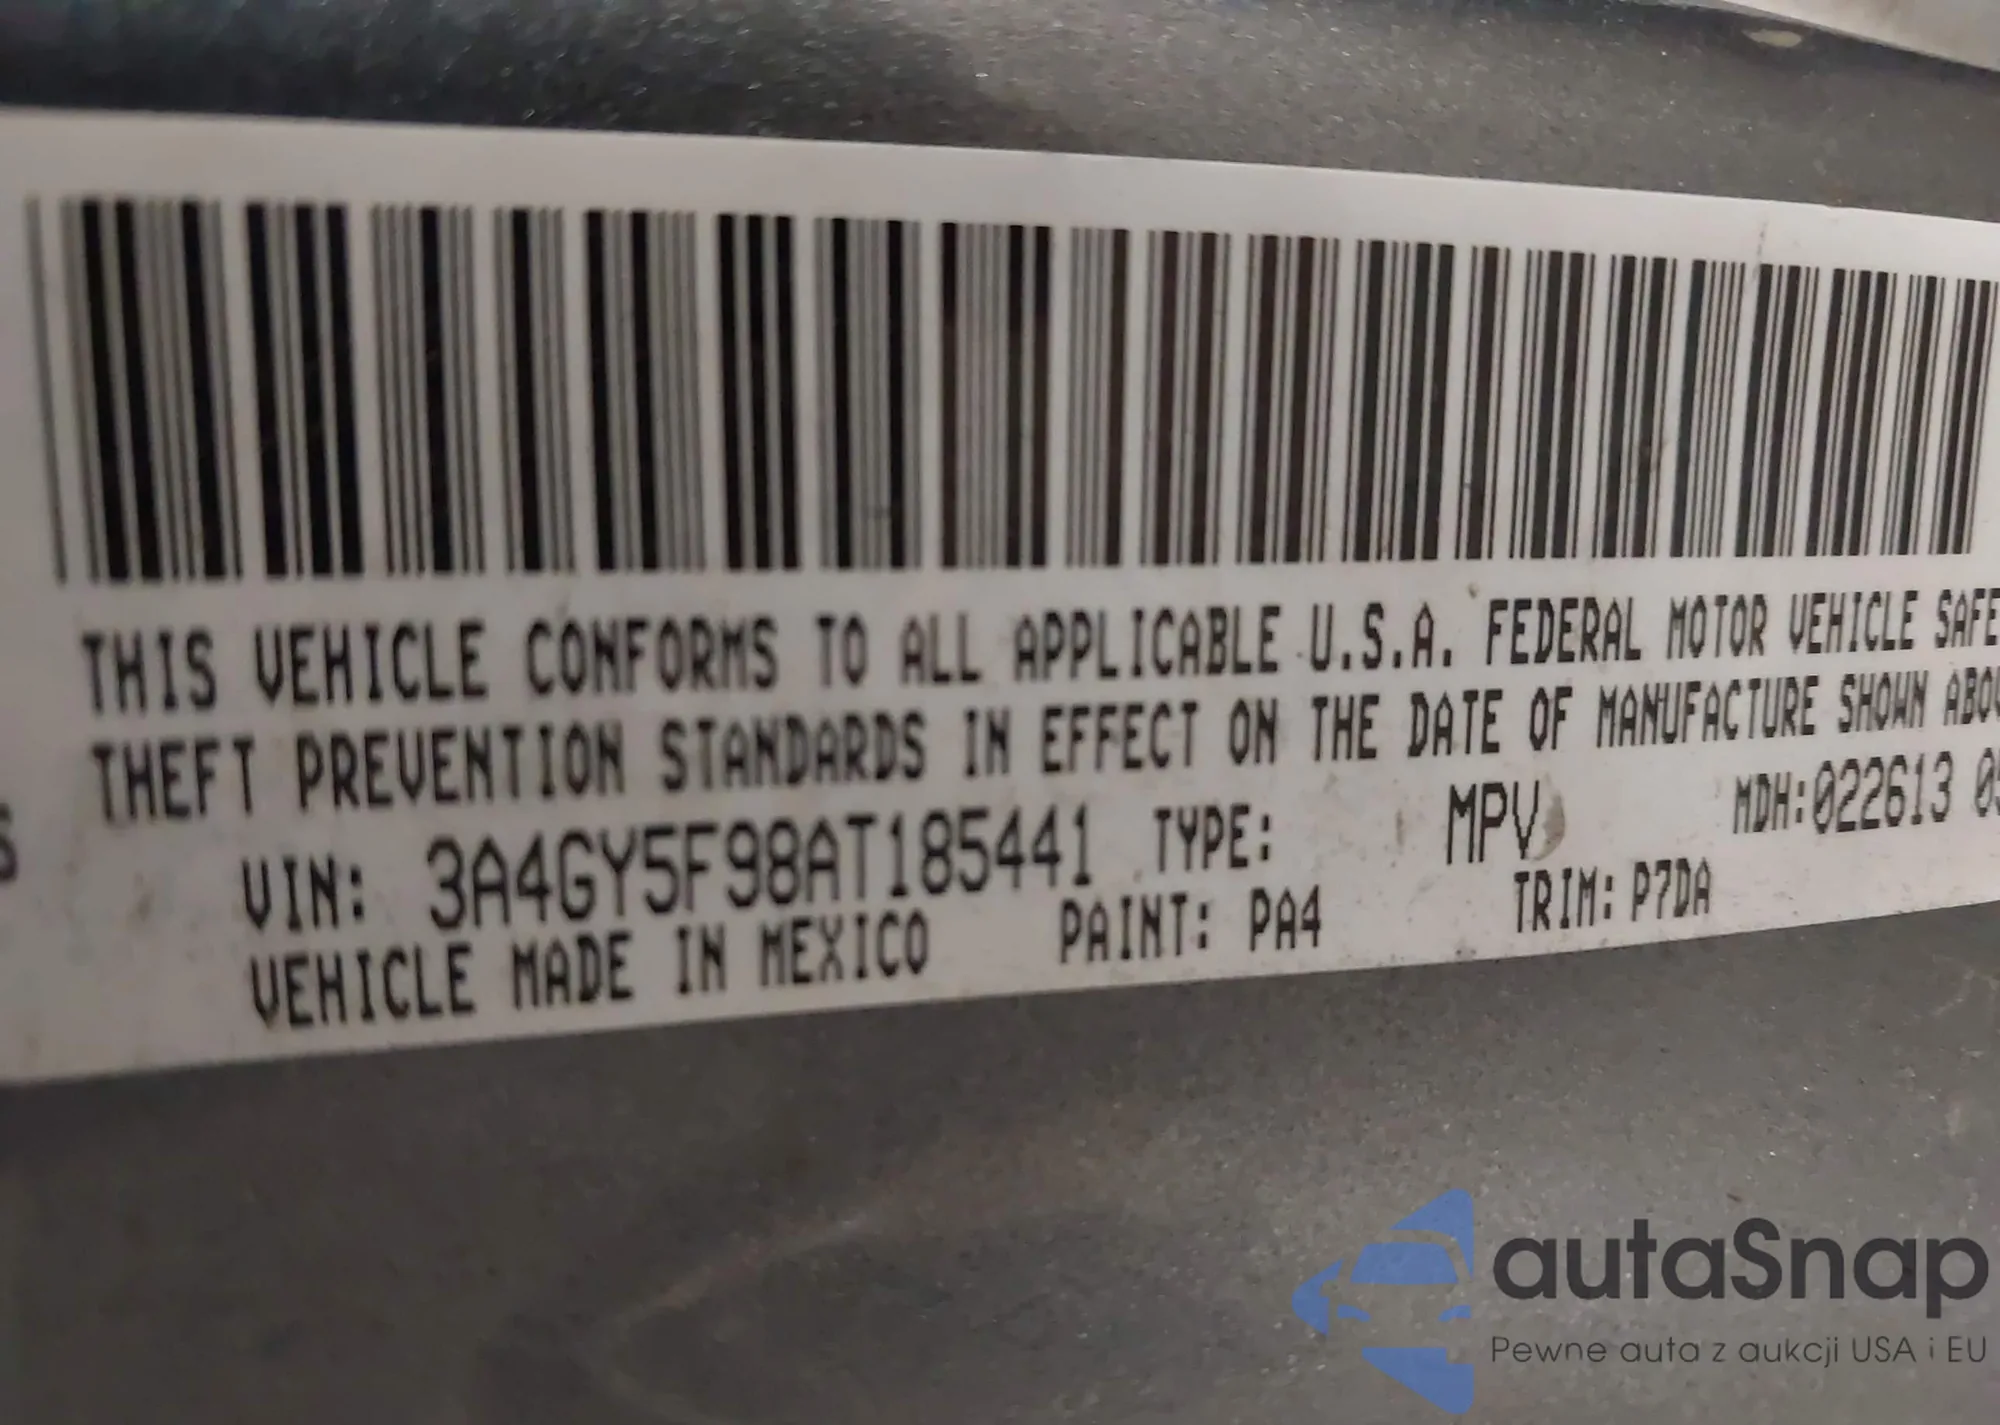 THIS VEHICLE CONFORMS TO ALL APPLICABLE U.S.A. FEDERAL MOTOR VEHICLE SAFE
THEFT PREVENTION STANDARDS IN EFFECT ON THE DATE OF MANUFACTURE SHOWN ABO
S VIN: 3A4GY5F98AT185441 TYPE: MPV MDH:022613 05
VEHICLE MADE IN MEXICO PAINT: PA4 TRIM: P7DA
autaSnap
Pewne auta z aukcji USA i EU